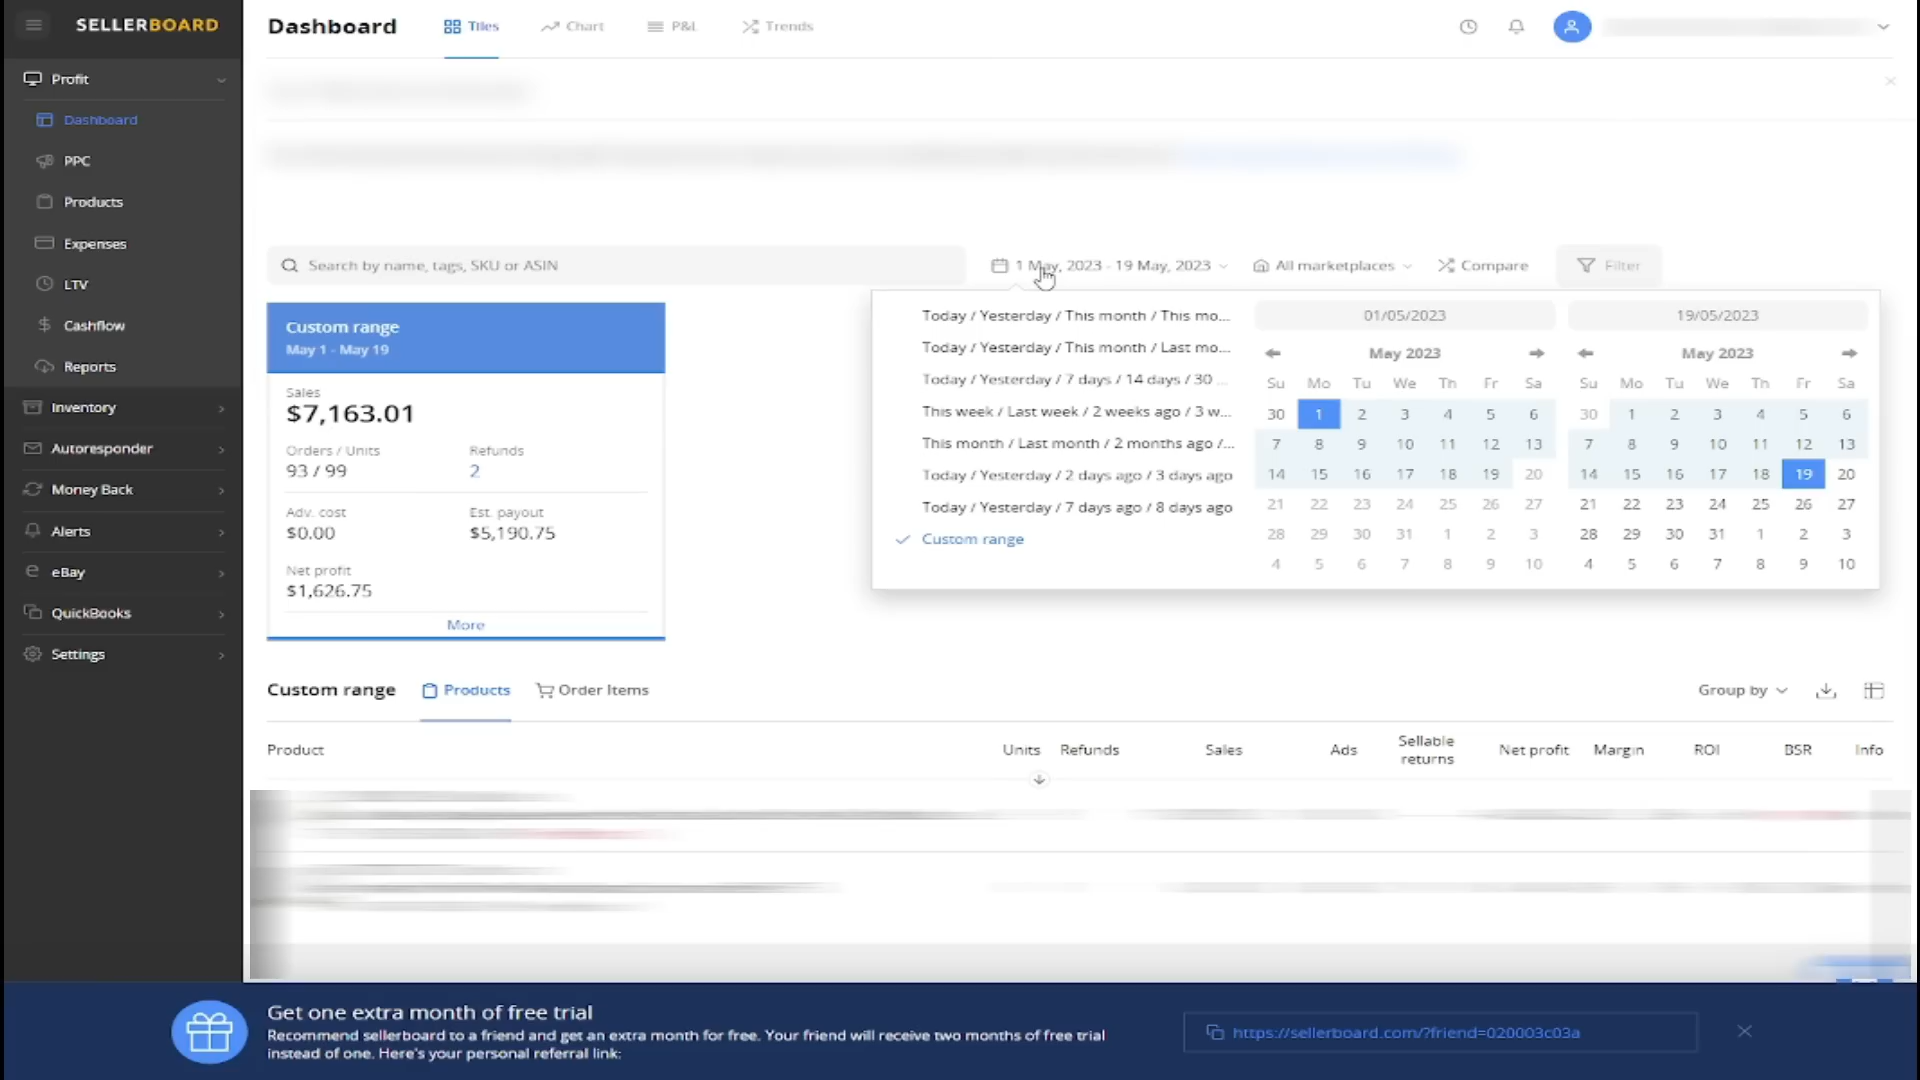 SELLERBOARD
Dashboard
Tiles
Chart
P&L
Trends
Profit
Dashboard
PPC
Products
Expenses
LTV
Cashflow
Reports
Inventory
Autoresponder
Money Back
Alerts
eBay
QuickBooks
Settings
Search by name, tags, SKU or ASIN
1 May, 2023 - 19 May, 2023
All marketplaces
Compare
Filter
Custom range
May 1 - May 19
Sales
$7,163.01
Orders / Units Refunds
93 / 99 2
Adv. cost Est. payout
$0.00 $5,190.75
Net profit
$1,626.75
More
Today / Yesterday / This month / This mo...
Today / Yesterday / This month / Last mo...
Today / Yesterday / 7 days / 14 days / 30 ...
This week / Last week / 2 weeks ago / 3 w...
This month / Last month / 2 months ago /...
Today / Yesterday / 2 days ago / 3 days ago
Today / Yesterday / 7 days ago / 8 days ago
Custom range
01/05/2023
May 2023
Su Mo Tu We Th Fr Sa
30 1 2 3 4 5 6
7 8 9 10 11 12 13
14 15 16 17 18 19 20
21 22 23 24 25 26 27
28 29 30 31 1 2 3
4 5 6 7 8 9 10
19/05/2023
May 2023
Su Mo Tu We Th Fr Sa
30 1 2 3 4 5 6
7 8 9 10 11 12 13
14 15 16 17 18 19 20
21 22 23 24 25 26 27
28 29 30 31 1 2 3
4 5 6 7 8 9 10
Custom range
Products
Order Items
Group by
Product Units Refunds Sales Ads Sellable returns Net profit Margin ROI BSR Info
Get one extra month of free trial
Recommend sellerboard to a friend and get an extra month for free. Your friend will receive two months of free trial
instead of one. Here's your personal referral link:
https://sellerboard.com/?friend=020003c03a